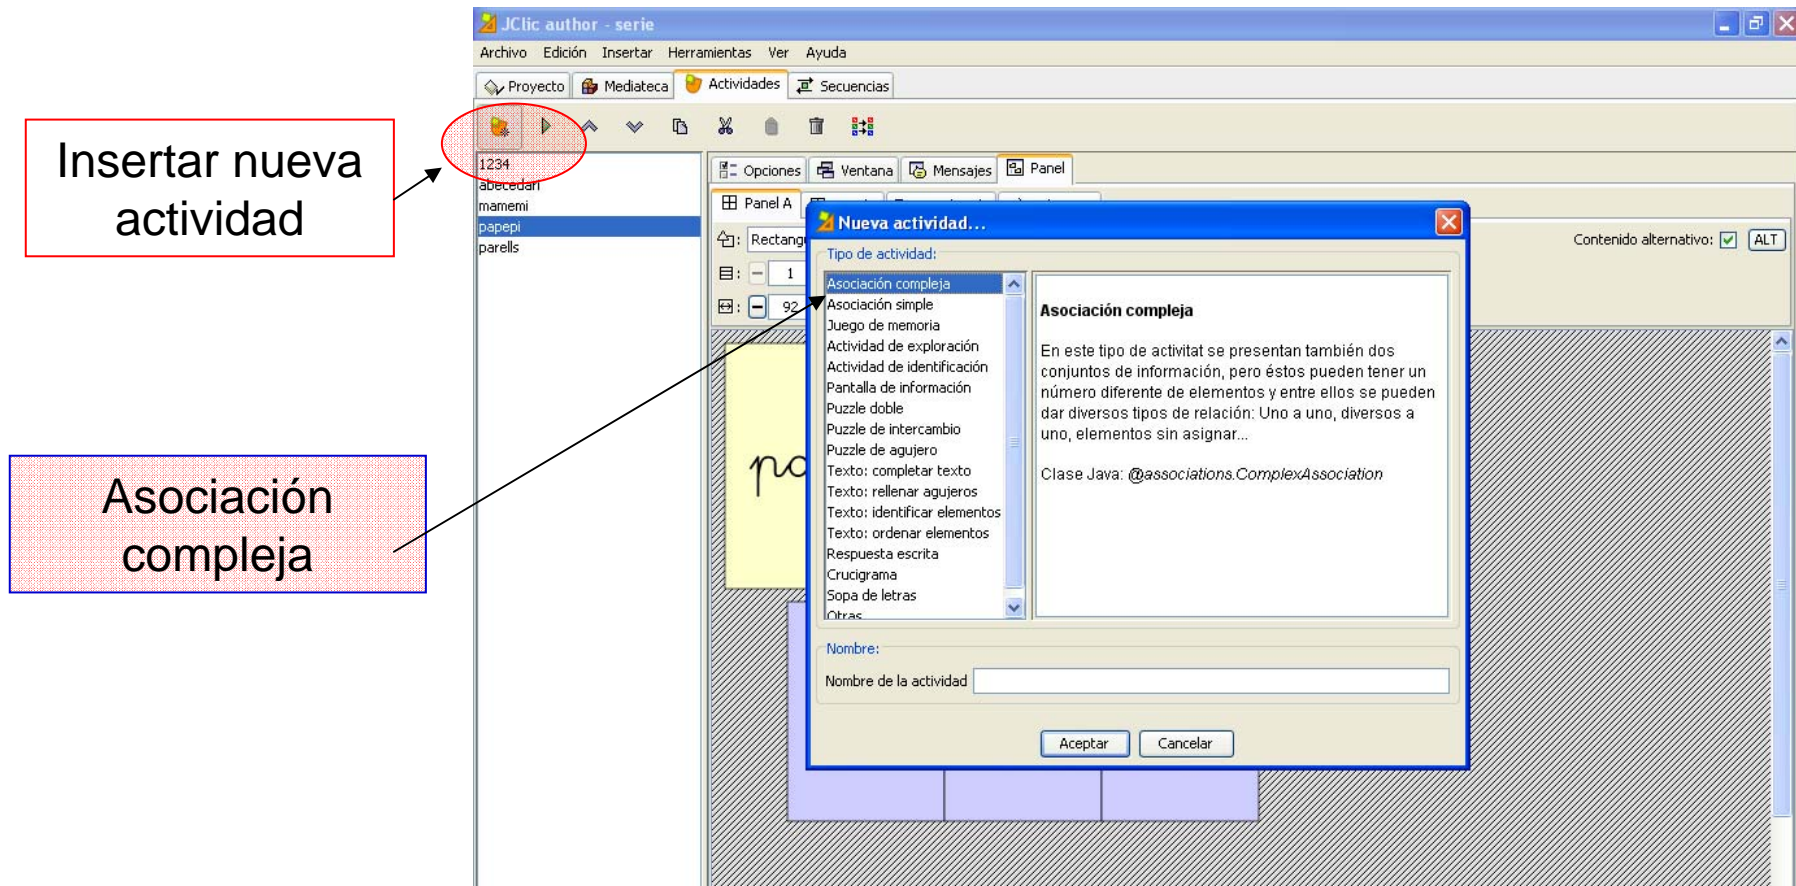 JClic author - serie
Archivo Edición Insertar Herramientas Ver Ayuda
Proyecto Mediateca Actividades Secuencias
Insertar nueva
actividad
1234
abecedari
mamemi
papepi
parells
Opciones Ventana Mensajes Panel
Panel A
Rectang
Contenido alternativo: ALT
1
92
Nueva actividad...
Tipo de actividad:
Asociación compleja
Asociación simple
Juego de memoria
Actividad de exploración
Actividad de identificación
Pantalla de información
Puzzle doble
Puzzle de intercambio
Puzzle de agujero
Texto: completar texto
Texto: rellenar agujeros
Texto: identificar elementos
Texto: ordenar elementos
Respuesta escrita
Crucigrama
Sopa de letras
Otras
Asociación compleja
En este tipo de activitat se presentan también dos
conjuntos de información, pero éstos pueden tener un
número diferente de elementos y entre ellos se pueden
dar diversos tipos de relación: Uno a uno, diversos a
uno, elementos sin asignar...
Clase Java: @associations.ComplexAssociation
Nombre:
Nombre de la actividad
Aceptar Cancelar
Asociación
compleja